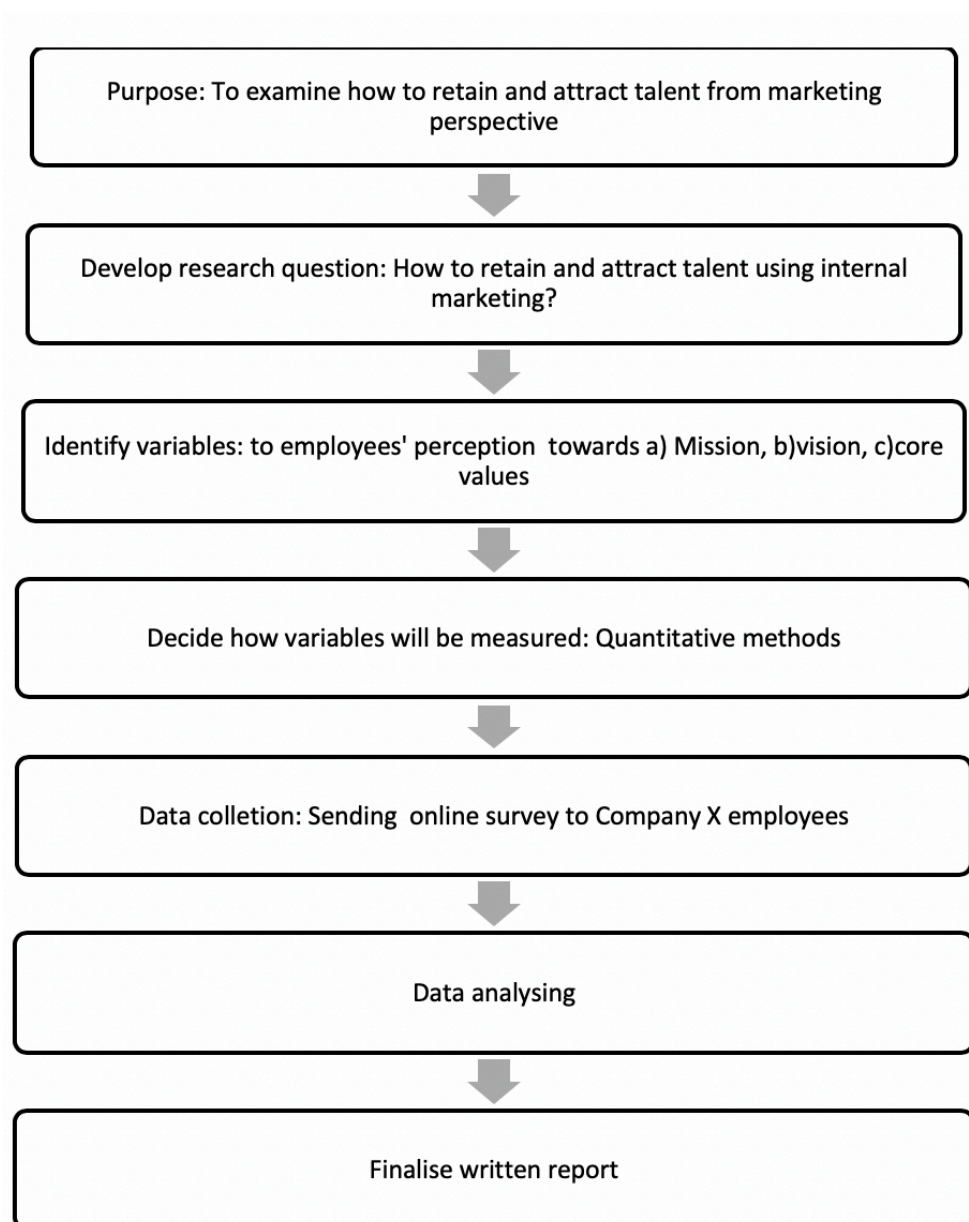 Purpose: To examine how to retain and attract talent from marketing
perspective
Develop research question: How to retain and attract talent using internal
marketing?
Identify variables: to employees' perception  towards a) Mission, b)vision, c)core
values
Decide how variables will be measured: Quantitative methods
Data colletion: Sending  online survey to Company X employees
Data analysing
Finalise written report